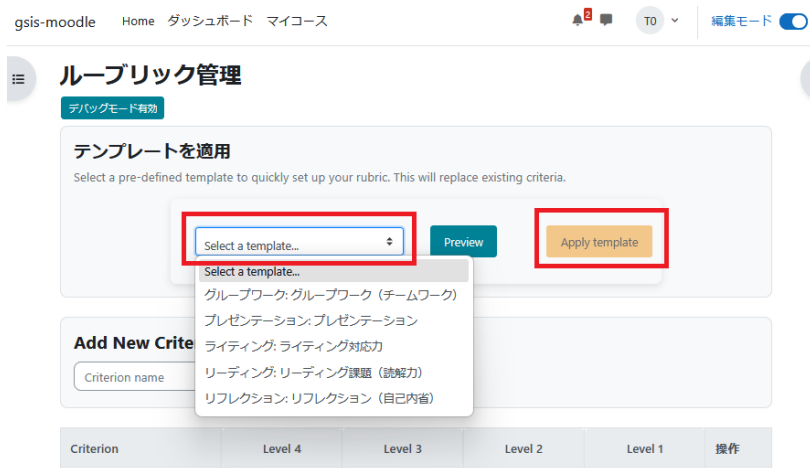 gsis-moodle Home ダッシュボード マイコース 2 T0 編集モード
ルーブリック管理
デバッグモード有効
テンプレートを適用
Select a pre-defined template to quickly set up your rubric. This will replace existing criteria.
Select a template... Preview Apply template
Select a template...
グループワーク: グループワーク（チームワーク）
プレゼンテーション: プレゼンテーション
ライティング: ライティング対応力
リーディング: リーディング課題（読解力）
リフレクション: リフレクション（自己内省）
Add New Crite
Criterion name
Criterion Level 4 Level 3 Level 2 Level 1 操作